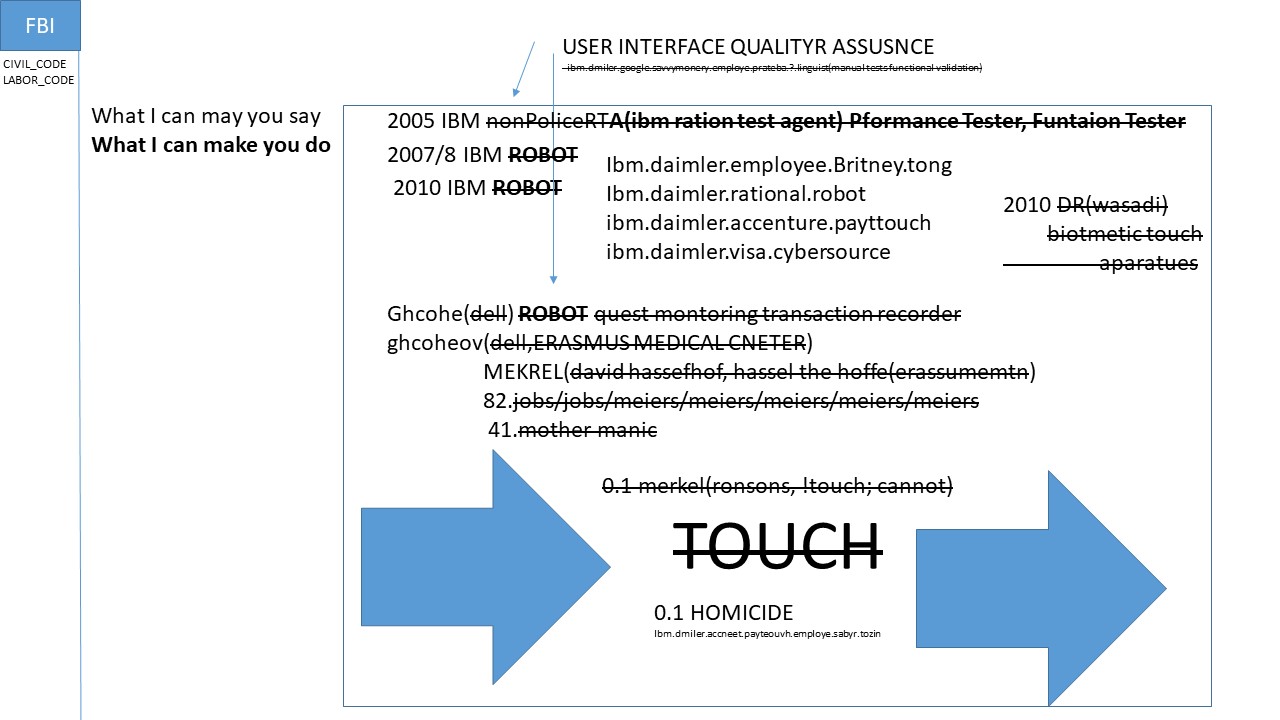 FBI
CIVIL_CODE
LABOR_CODE
What I can may you say
What I can make you do
USER INTERFACE QUALITYR ASSUSNCE
ibm.dmiler.google.savvymonery.employe.prateba.?.linguist(manual tests functional validation)
2005 IBM nonPoliceRTA(ibm ration test agent) Pformance Tester, Funtaion Tester
2007/8 IBM ROBOT
2010 IBM ROBOT
Ibm.daimler.employee.Britney.tong
Ibm.daimler.rational.robot
ibm.daimler.accenture.payttouch
ibm.daimler.visa.cybersource
2010 DR(wasadi)
biotmetic touch
aparatues
Ghcohe(dell) ROBOT quest montoring transaction recorder
ghcoheov(dell,ERASMUS MEDICAL CNETER)
MEKREL(david hassefhof, hassel the hoffe(erassumemtn)
82.jobs/jobs/meiers/meiers/meiers/meiers/meiers
41.mother manic
0.1 merkel(ronsons, !touch; cannot)
TOUCH
0.1 HOMICIDE
Ibm.dmiler.accneet.payteouvh.employe.sabyr.tozin